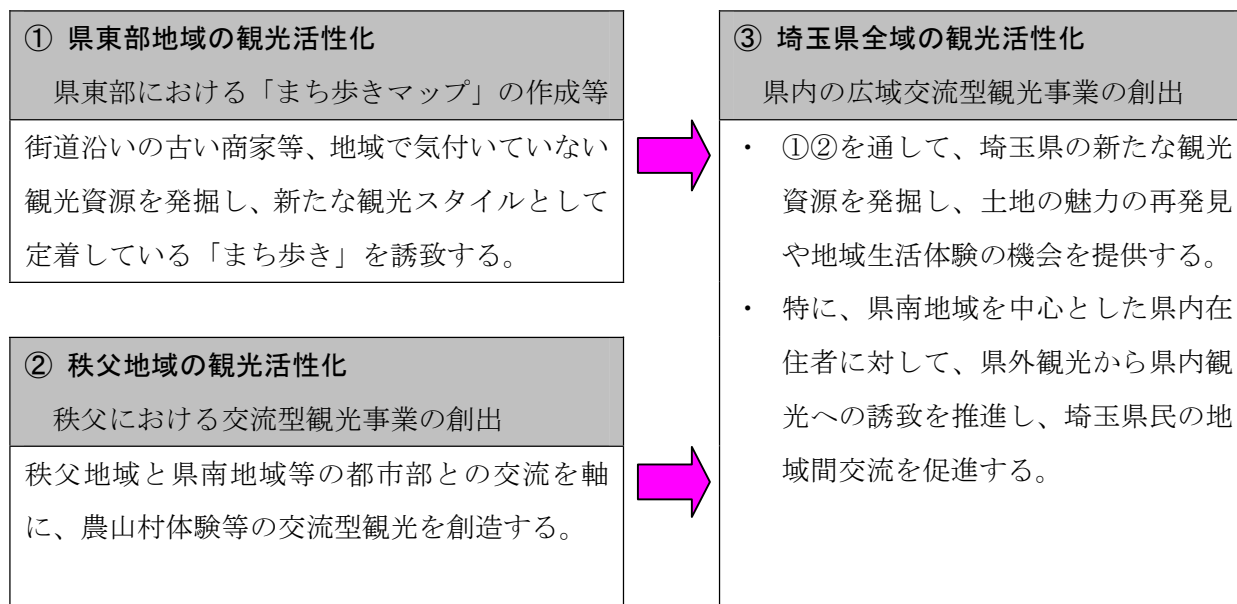 ① 県東部地域の観光活性化
県東部における「まち歩きマップ」の作成等
街道沿いの古い商家等、地域で気付いていない
観光資源を発掘し、新たな観光スタイルとして
定着している「まち歩き」を誘致する。
② 秩父地域の観光活性化
秩父における交流型観光事業の創出
秩父地域と県南地域等の都市部との交流を軸
に、農山村体験等の交流型観光を創造する。
③ 埼玉県全域の観光活性化
県内の広域交流型観光事業の創出
・ ①②を通して、埼玉県の新たな観光
資源を発掘し、土地の魅力の再発見
や地域生活体験の機会を提供する。
・ 特に、県南地域を中心とした県内在
住者に対して、県外観光から県内観
光への誘致を推進し、埼玉県民の地
域間交流を促進する。